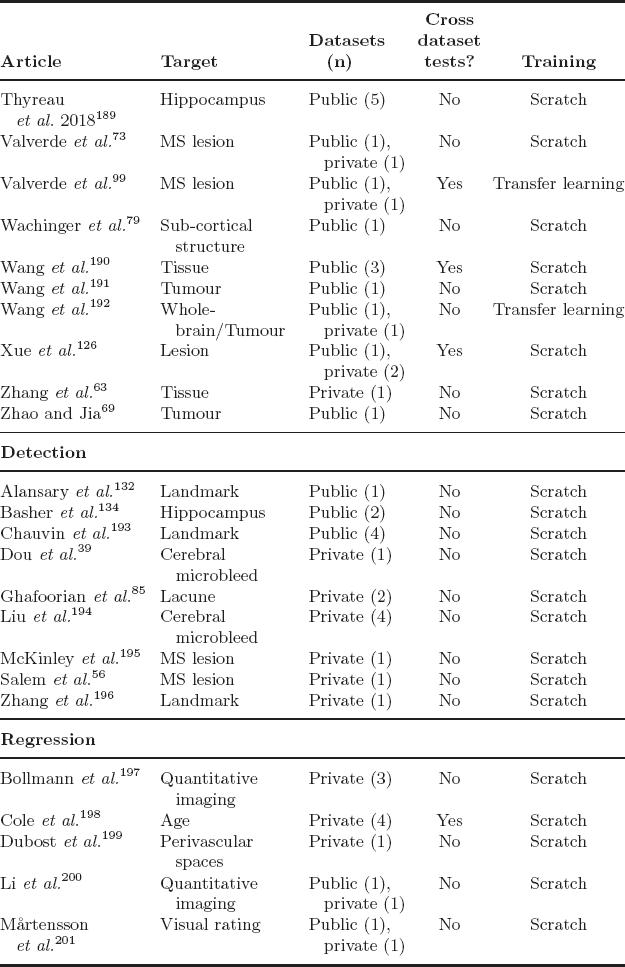 Cross
Datasets dataset
Article Target (n) tests? Training
Thyreau Hippocampus Public (5) No Scratch
et al. 2018189
Valverde et al.73 MS lesion Public (1), No Scratch
private (1)
Valverde et al.99 MS lesion Public (1), Yes Transfer learning
private (1)
Wachinger et al.79 Sub-cortical Public (1) No Scratch
structure
Wang et al.190 Tissue Public (3) Yes Scratch
Wang et al.191 Tumour Public (1) No Scratch
Wang et al.192 Whole- Public (1), No Transfer learning
brain/Tumour private (1)
Xue et al.126 Lesion Public (1), Yes Scratch
private (2)
Zhang et al.63 Tissue Private (1) No Scratch
Zhao and Jia69 Tumour Public (1) No Scratch
Detection
Alansary et al.132 Landmark Public (1) No Scratch
Basher et al.134 Hippocampus Public (2) No Scratch
Chauvin et al.193 Landmark Public (4) No Scratch
Dou et al.39 Cerebral Private (1) No Scratch
microbleed
Ghafoorian et al.85 Lacune Private (2) No Scratch
Liu et al.194 Cerebral Private (4) No Scratch
microbleed
McKinley et al.195 MS lesion Private (1) No Scratch
Salem et al.56 MS lesion Private (1) No Scratch
Zhang et al.196 Landmark Private (1) No Scratch
Regression
Bollmann et al.197 Quantitative Private (3) No Scratch
imaging
Cole et al.198 Age Private (4) Yes Scratch
Dubost et al.199 Perivascular Private (1) No Scratch
spaces
Li et al.200 Quantitative Public (1), No Scratch
imaging private (1)
Mårtensson Visual rating Public (1), No Scratch
et al.201 private (1)